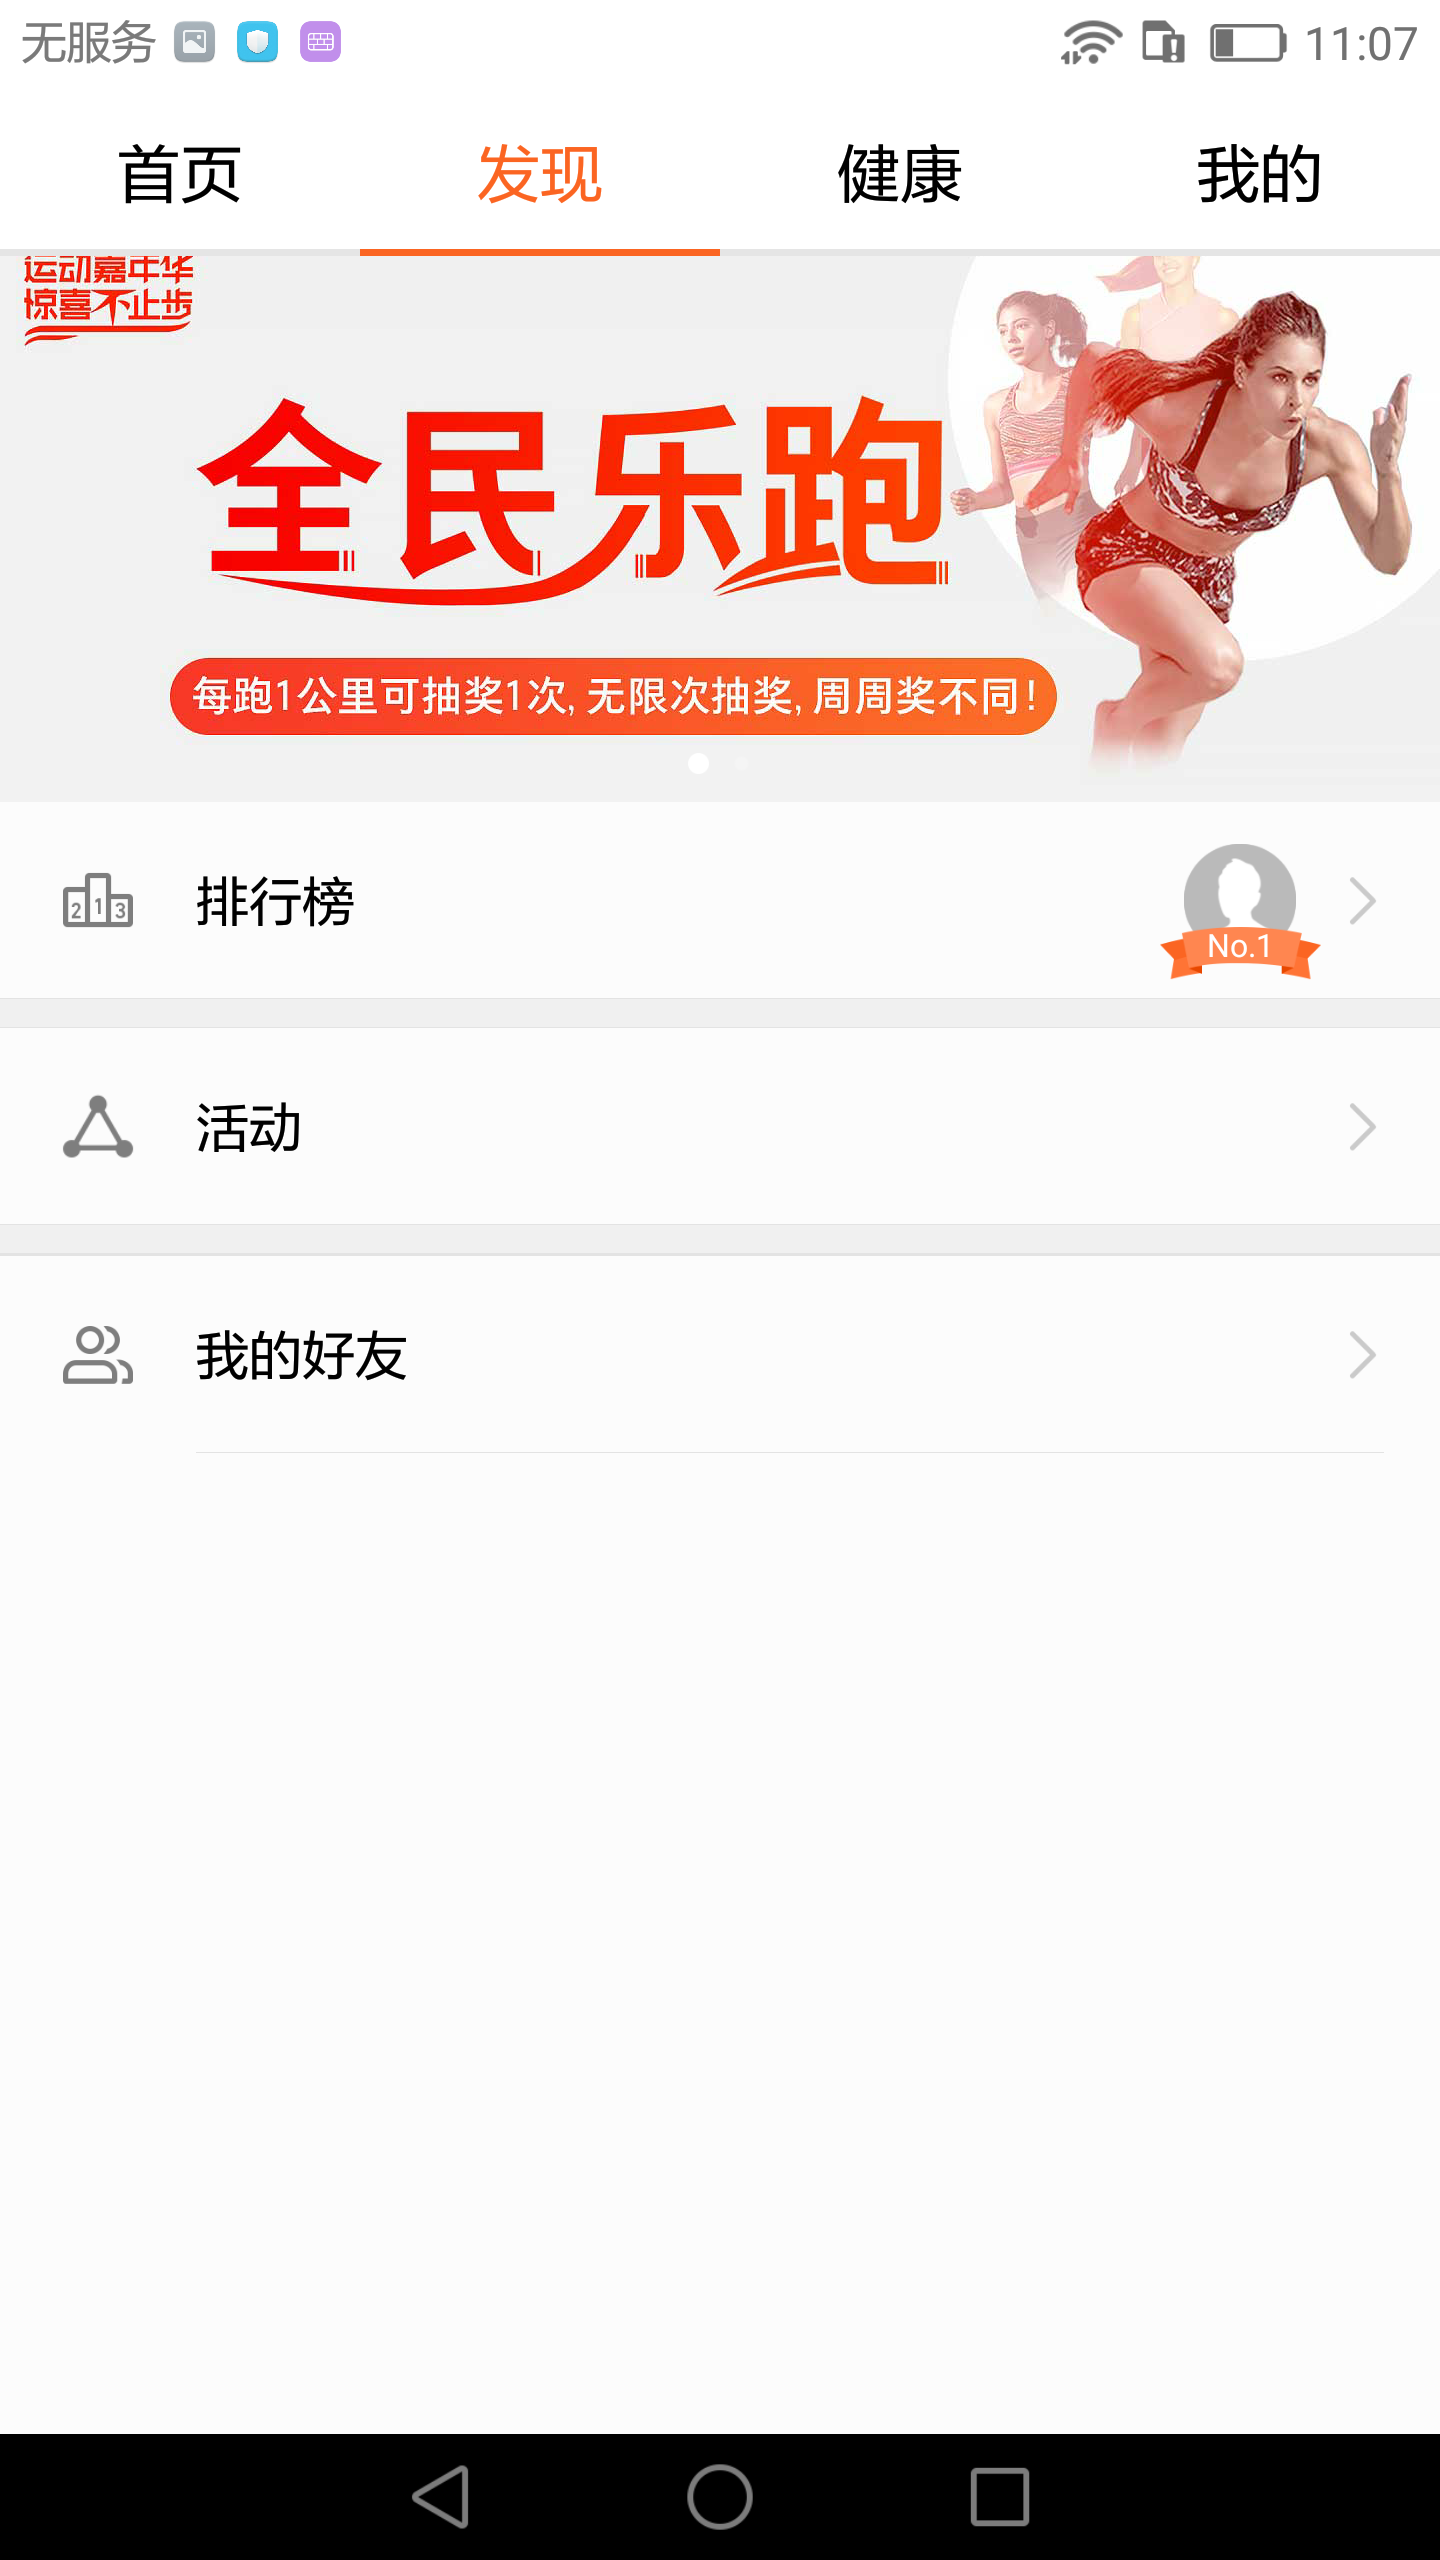 无服务
11:07
首页
发现
健康
我的
运动嘉年华
惊喜不止步
全民乐跑
每跑1公里可抽奖1次, 无限次抽奖, 周周奖不同!
213
排行榜
No.1
活动
我的好友